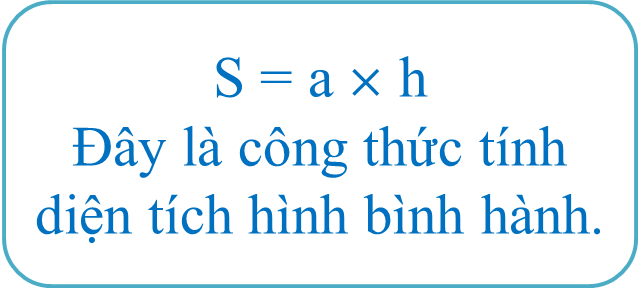 S = a × h
Đây là công thức tính
diện tích hình bình hành.